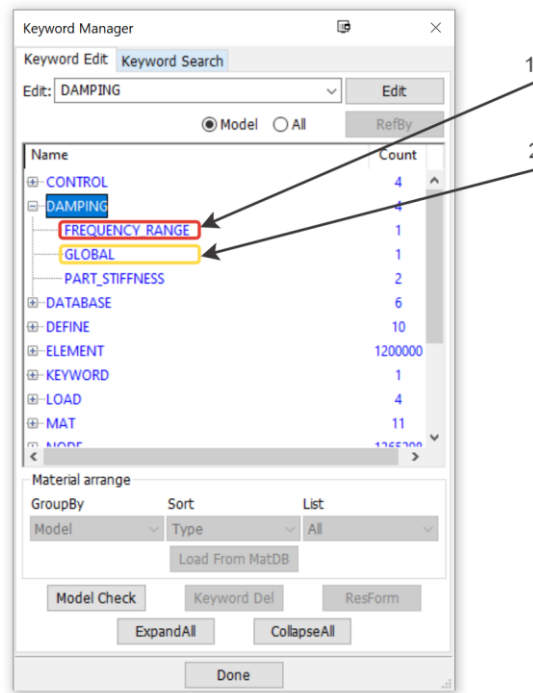 Keyword Manager
Keyword Edit Keyword Search
Edit: DAMPING Edit
Model All RefBy
Name Count
CONTROL 4
DAMPING 4
FREQUENCY_RANGE 1
GLOBAL 1
PART_STIFFNESS 2
DATABASE 6
DEFINE 10
ELEMENT 1200000
KEYWORD 1
LOAD 4
MAT 11
Material arrange
GroupBy Sort List
Model Type All
Load From MatDB
Model Check Keyword Del ResForm
ExpandAll CollapseAll
Done
1
2